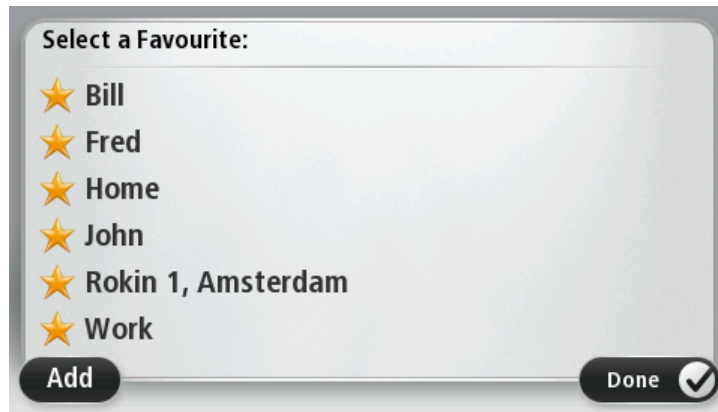 Select a Favourite:
Bill
Fred
Home
John
Rokin 1, Amsterdam
Work
Add
Done